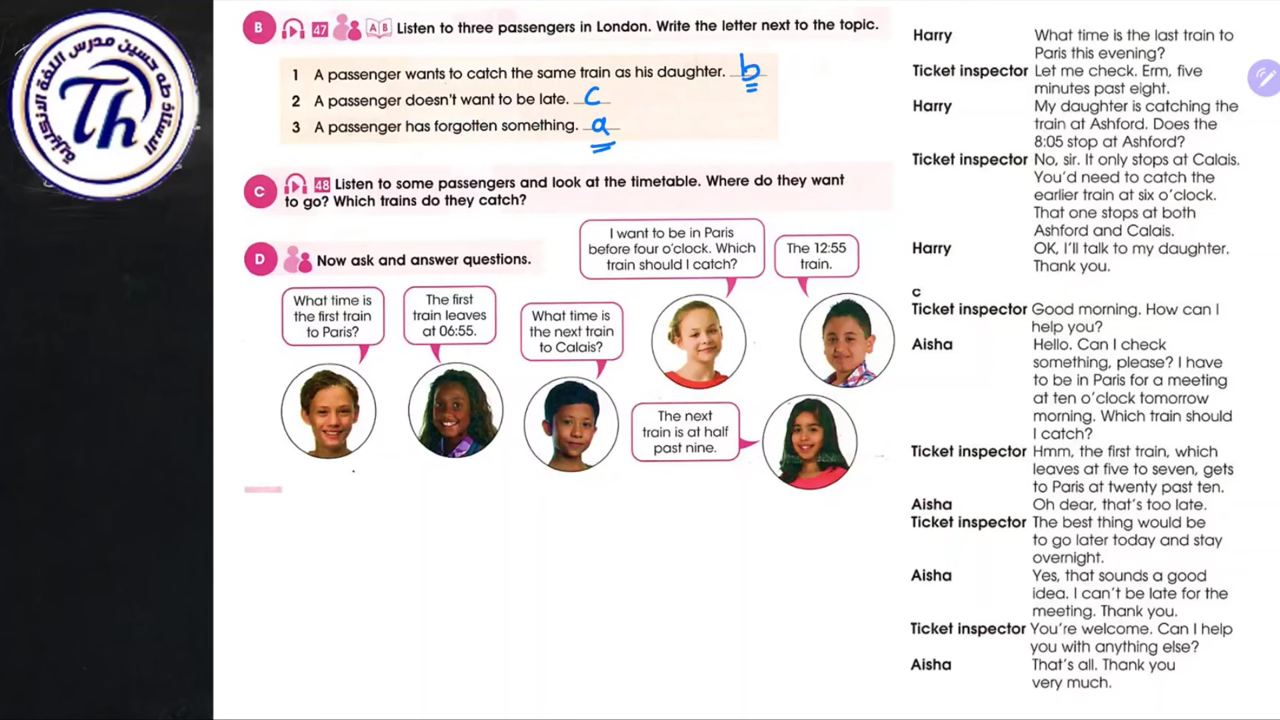 الاستاذ طه حسين مدرس اللغة الانجليزية
Th
B 47 AB Listen to three passengers in London. Write the letter next to the topic.
1 A passenger wants to catch the same train as his daughter. b
2 A passenger doesn't want to be late. c
3 A passenger has forgotten something. a
C 48 Listen to some passengers and look at the timetable. Where do they want
to go? Which trains do they catch?
D Now ask and answer questions.
What time is
the first train
to Paris?
The first
train leaves
at 06:55.
What time is
the next train
to Calais?
I want to be in Paris
before four o'clock. Which
train should I catch?
The 12:55
train.
The next
train is at half
past nine.
Harry What time is the last train to
Paris this evening?
Ticket inspector Let me check. Erm, five
minutes past eight.
Harry My daughter is catching the
train at Ashford. Does the
8:05 stop at Ashford?
Ticket inspector No, sir. It only stops at Calais.
You'd need to catch the
earlier train at six o'clock.
That one stops at both
Ashford and Calais.
Harry OK, I'll talk to my daughter.
Thank you.
c
Ticket inspector Good morning. How can I
help you?
Aisha Hello. Can I check
something, please? I have
to be in Paris for a meeting
at ten o'clock tomorrow
morning. Which train should
I catch?
Ticket inspector Hmm, the first train, which
leaves at five to seven, gets
to Paris at twenty past ten.
Aisha Oh dear, that's too late.
Ticket inspector The best thing would be
to go later today and stay
overnight.
Aisha Yes, that sounds a good
idea. I can't be late for the
meeting. Thank you.
Ticket inspector You're welcome. Can I help
you with anything else?
Aisha That's all. Thank you
very much.